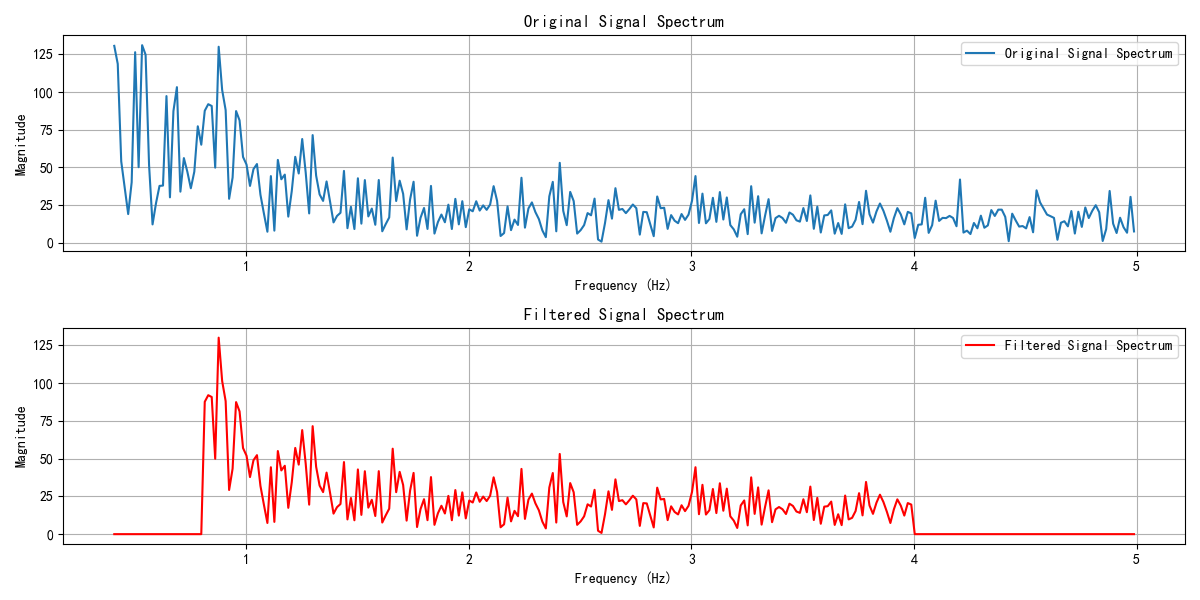 Original Signal Spectrum
Original Signal Spectrum
Magnitude
125
100
75
50
25
0
1
2
3
4
5
Frequency (Hz)
Filtered Signal Spectrum
Filtered Signal Spectrum
Magnitude
125
100
75
50
25
0
1
2
3
4
5
Frequency (Hz)